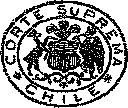 CORTE SUPREMA
★ CHILE ★